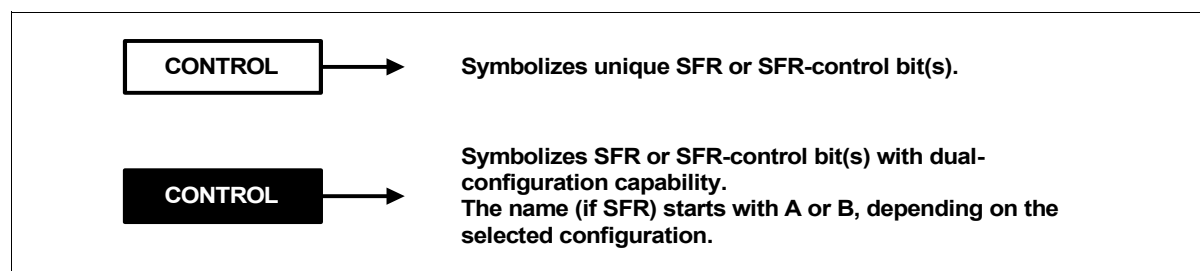 CONTROL
Symbolizes unique SFR or SFR-control bit(s).
CONTROL
Symbolizes SFR or SFR-control bit(s) with dual-
configuration capability.
The name (if SFR) starts with A or B, depending on the
selected configuration.